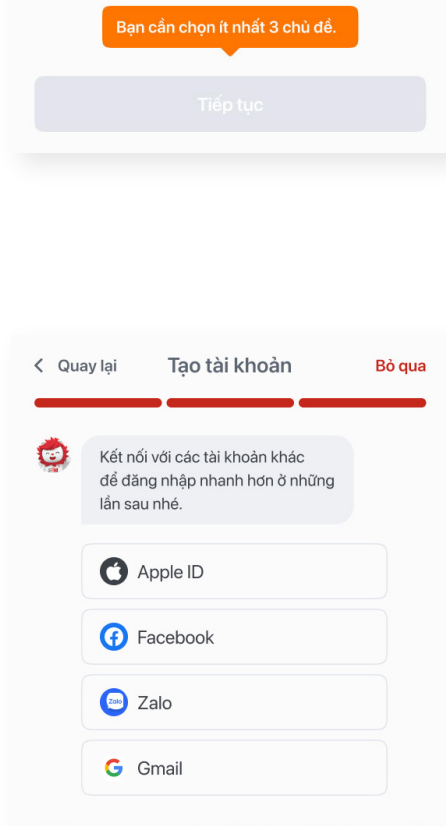 Bạn cần chọn ít nhất 3 chủ đề.
Tiếp tục
Quay lại
Tạo tài khoản
Bỏ qua
Kết nối với các tài khoản khác
để đăng nhập nhanh hơn ở những
lần sau nhé.
Apple ID
Facebook
Zalo
Zalo
Gmail